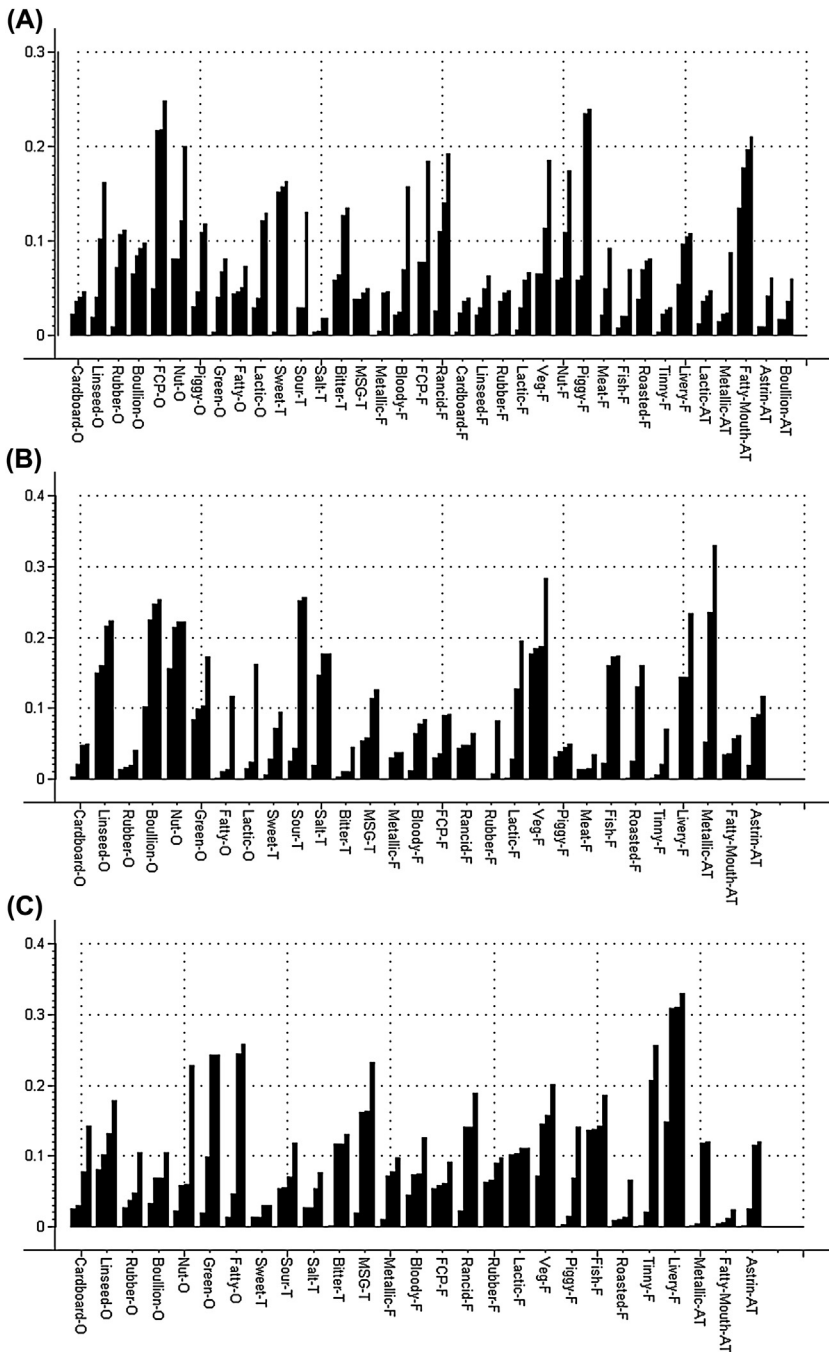 (A)
0.3
0.2
0.1
0
Cardboard-O
Linseed-O
Rubber-O
Boullion-O
FCP-O
Nut-O
Piggy-O
Green-O
Fatty-O
Lactic-O
Sweet-T
Sour-T
Salt-T
Bitter-T
MSG-T
Metallic-F
Bloody-F
FCP-F
Rancid-F
Cardboard-F
Linseed-F
Rubber-F
Lactic-F
Veg-F
Nut-F
Piggy-F
Meat-F
Fish-F
Roasted-F
Tinny-F
Livery-F
Lactic-AT
Metallic-AT
Fatty-Mouth-AT
Astrin-AT
Boullion-AT
(B)
0.4
0.3
0.2
0.1
0
Cardboard-O
Linseed-O
Rubber-O
Boullion-O
Nut-O
Green-O
Fatty-O
Lactic-O
Sweet-T
Sour-T
Salt-T
Bitter-T
MSG-T
Metallic-F
Bloody-F
FCP-F
Rancid-F
Rubber-F
Lactic-F
Veg-F
Piggy-F
Meat-F
Fish-F
Roasted-F
Tinny-F
Livery-F
Metallic-AT
Fatty-Mouth-AT
Astrin-AT
(C)
0.4
0.3
0.2
0.1
0
Cardboard-O
Linseed-O
Rubber-O
Boullion-O
Nut-O
Green-O
Fatty-O
Sweet-T
Sour-T
Salt-T
Bitter-T
MSG-T
Metallic-F
Bloody-F
FCP-F
Rancid-F
Rubber-F
Lactic-F
Veg-F
Piggy-F
Fish-F
Roasted-F
Tinny-F
Livery-F
Metallic-AT
Fatty-Mouth-AT
Astrin-AT